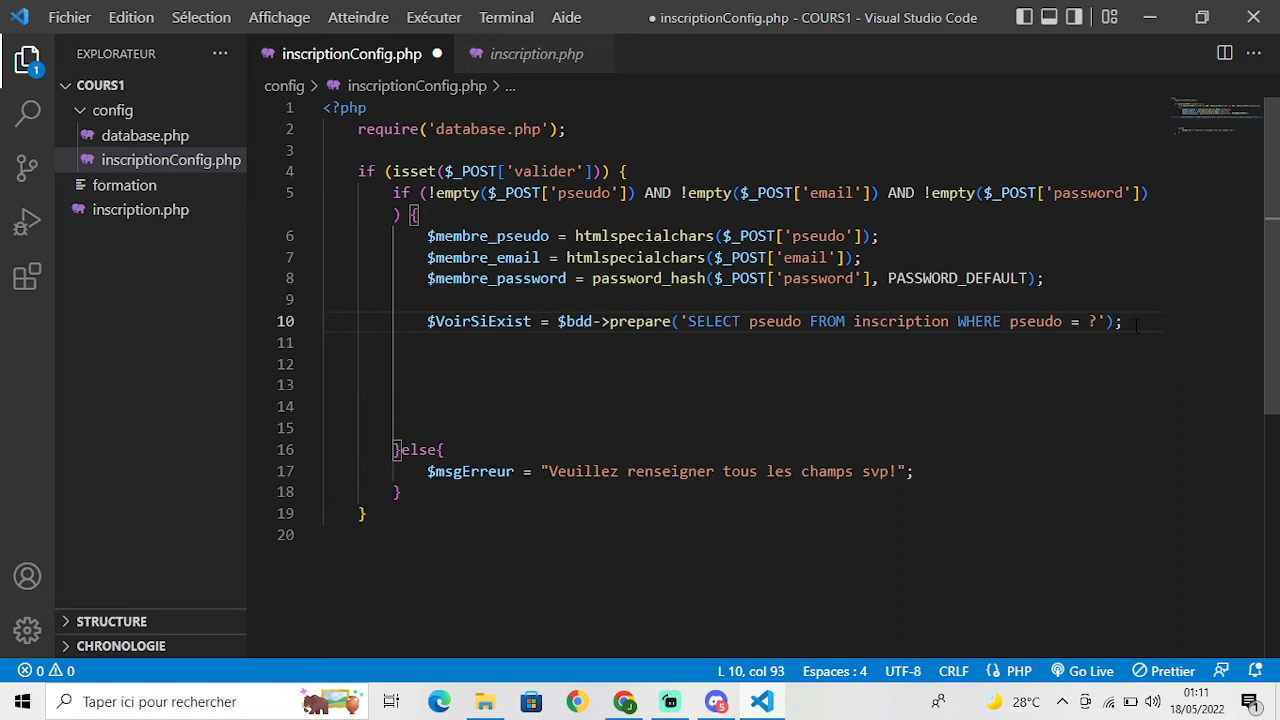 Fichier Edition Sélection Affichage Atteindre Exécuter Terminal Aide
● inscriptionConfig.php - COURS1 - Visual Studio Code
EXPLORATEUR
inscriptionConfig.php
inscription.php
1
COURS1
config
database.php
inscriptionConfig.php
formation
inscription.php
config > inscriptionConfig.php > ...
1 <?php
2 require('database.php');
3
4 if (isset($_POST['valider'])) {
5 if (!empty($_POST['pseudo']) AND !empty($_POST['email']) AND !empty($_POST['password'])
) {
6 $membre_pseudo = htmlspecialchars($_POST['pseudo']);
7 $membre_email = htmlspecialchars($_POST['email']);
8 $membre_password = password_hash($_POST['password'], PASSWORD_DEFAULT);
9
10 $VoirSiExist = $bdd->prepare('SELECT pseudo FROM inscription WHERE pseudo = ?');
11
12
13
14
15
16 }else{
17 $msgErreur = "Veuillez renseigner tous les champs svp!";
18 }
19 }
20
STRUCTURE
CHRONOLOGIE
0 0
L 10, col 93 Espaces : 4 UTF-8 CRLF PHP Go Live Prettier
Taper ici pour rechercher
5
28°C
01:11
18/05/2022
1